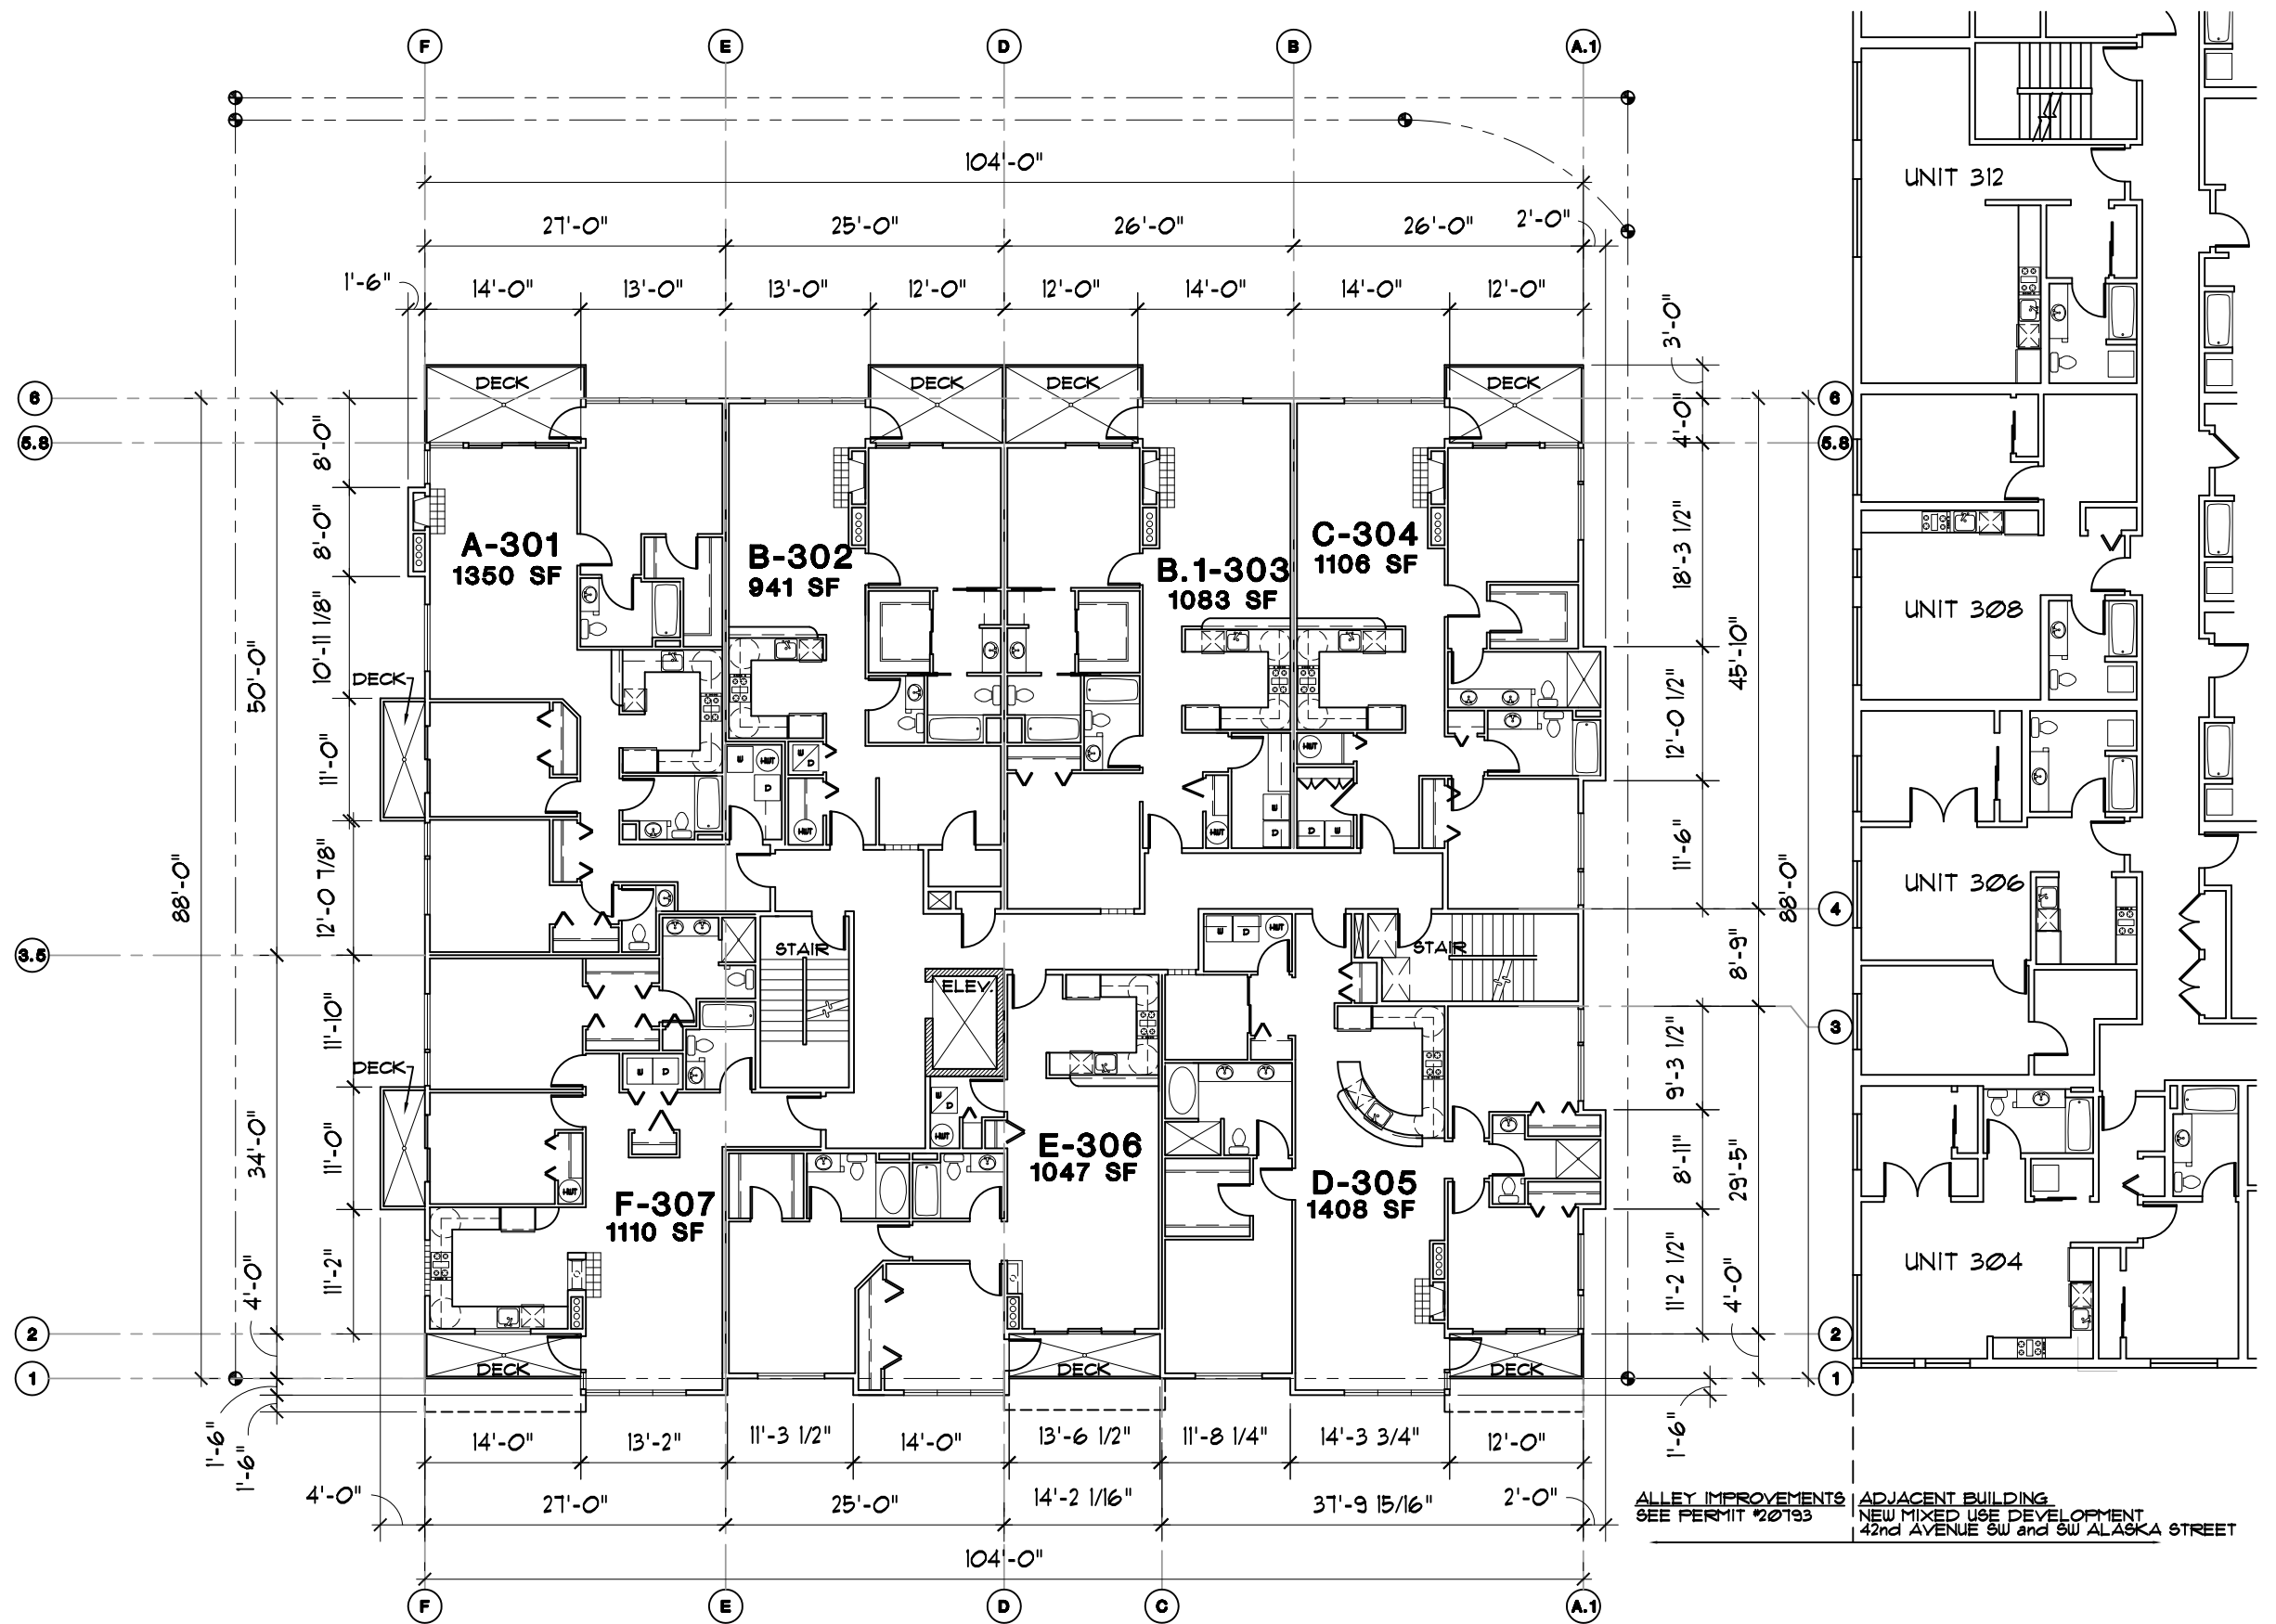 F E D B A.1
104'-0"
27'-0" 25'-0" 26'-0" 26'-0" 2'-0"
1'-6" 14'-0" 13'-0" 13'-0" 12'-0" 12'-0" 14'-0" 14'-0" 12'-0"
UNIT 312
3'-0"
DECK DECK DECK DECK
6 6
5.8 5.8
8'-0" 4'-0"
8'-0" 18'-3 1/2"
A-301
1350 SF
B-302
941 SF
B.1-303
1083 SF
C-304
1106 SF
UNIT 308
10'-11 1/8"
50'-0"
45'-10"
DECK
11'-0" 12'-0 1/2"
W HWT W D
D
HWT
HWT
W
D HWT
HWT
D W
88'-0" 12'-0 7/8" 11'-6" 88'-0"
UNIT 306
4
3.5
STAIR STAIR
W D HWT
8'-9"
ELEV.
11'-10" 3
9'-3 1/2"
DECK
W D
W
D
HWT
34'-0" 11'-0" 8'-11" 29'-5"
E-306
1047 SF
D-305
1408 SF
HWT
F-307
1110 SF
UNIT 304
4'-0" 11'-2" 11'-2 1/2" 4'-0"
2 2
DECK DECK DECK
1 1
1'-6" 1'-6" 1'-6"
14'-0" 13'-2" 11'-3 1/2" 14'-0" 13'-6 1/2" 11'-8 1/4" 14'-3 3/4" 12'-0"
4'-0" 27'-0" 25'-0" 14'-2 1/16" 37'-9 15/16" 2'-0"
104'-0"
F E D C A.1
ALLEY IMPROVEMENTS
SEE PERMIT #20793
ADJACENT BUILDING
NEW MIXED USE DEVELOPMENT
42nd AVENUE SW and SW ALASKA STREET